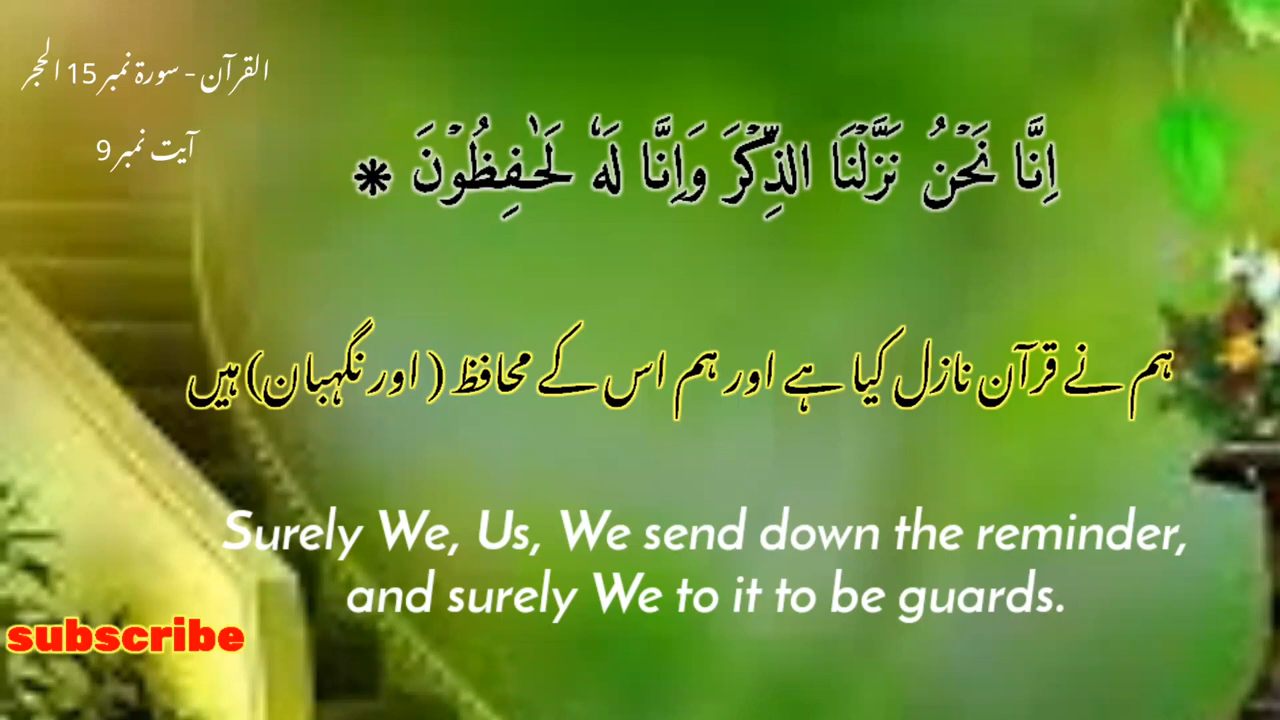 القرآن - سورۃ نمبر 15 الحجر
آیت نمبر 9
اِنَّا نَحْنُ نَزَّلْنَا الذِّكْرَ وَاِنَّا لَهٗ لَحٰـفِظُوْنَ ‏⁕
ہم نے قرآن نازل کیا ہے اور ہم اس کے محافظ ( اور نگہبان) ہیں
Surely We, Us, We send down the reminder,
and surely We to it to be guards.
subscribe